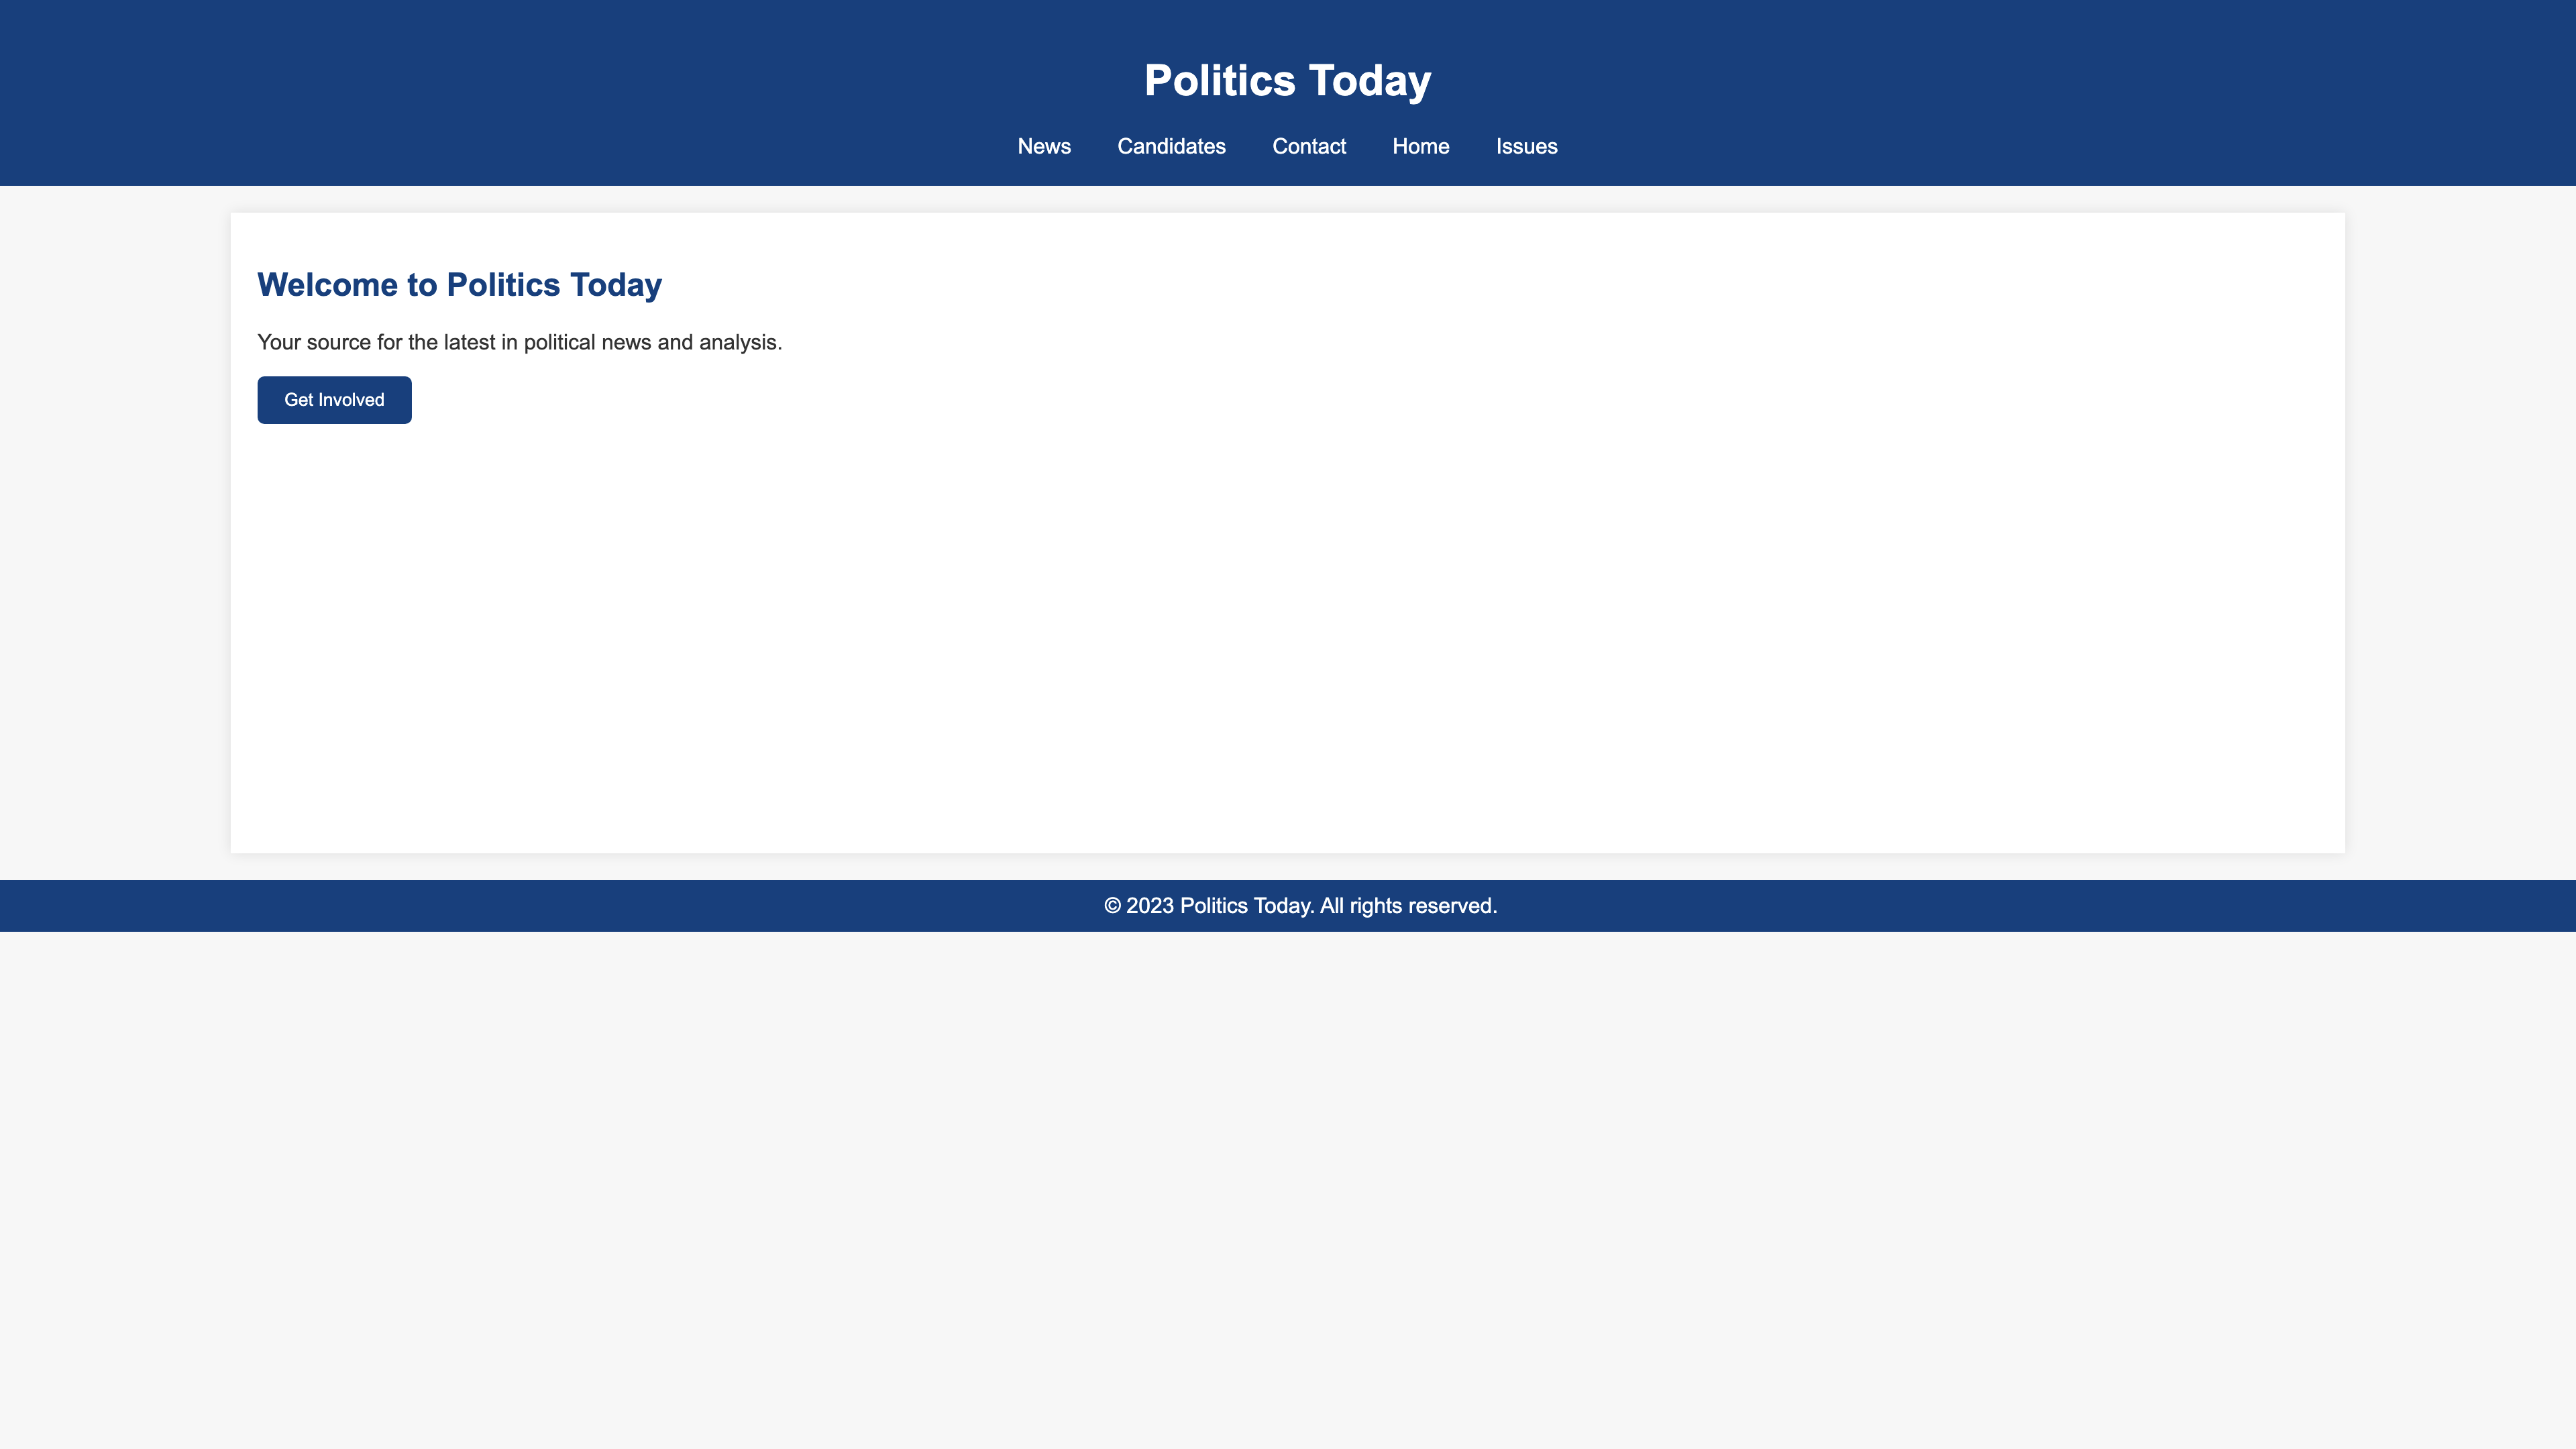 Politics Today
News Candidates Contact Home Issues
Welcome to Politics Today
Your source for the latest in political news and analysis.
Get Involved
© 2023 Politics Today. All rights reserved.